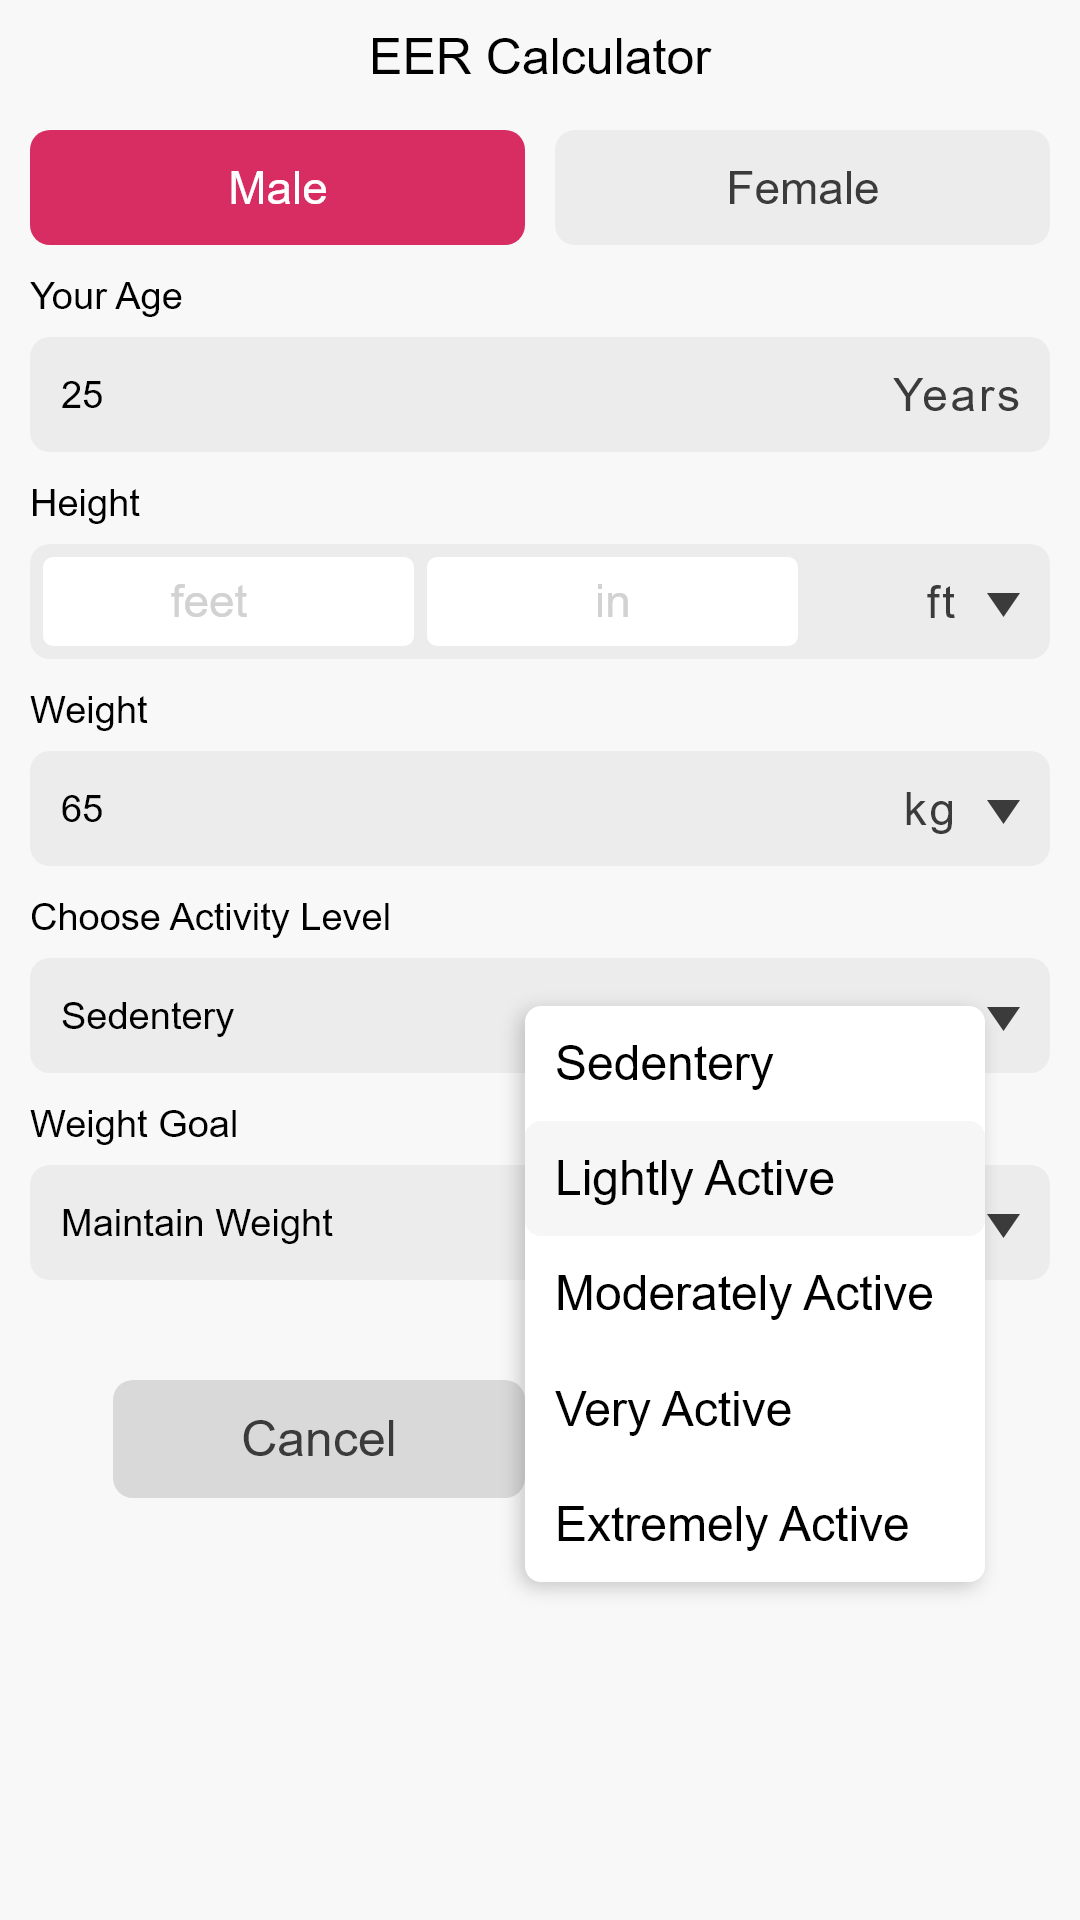 EER Calculator
Male
Female
Your Age
25
Years
Height
feet
in
ft
Weight
65
kg
Choose Activity Level
Sedentery
Sedentery
Lightly Active
Weight Goal
Maintain Weight
Moderately Active
Very Active
Cancel
Extremely Active